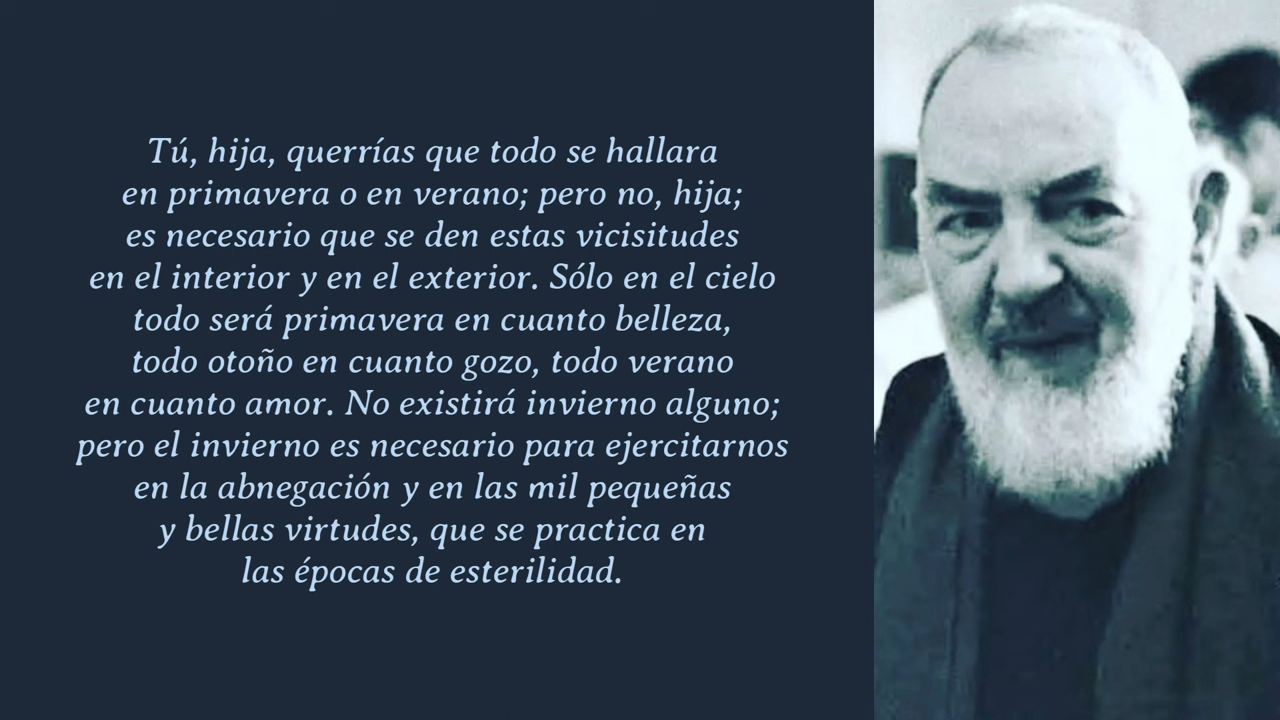 Tú, hija, querrías que todo se hallara
en primavera o en verano; pero no, hija;
es necesario que se den estas vicisitudes
en el interior y en el exterior. Sólo en el cielo
todo será primavera en cuanto belleza,
todo otoño en cuanto gozo, todo verano
en cuanto amor. No existirá invierno alguno;
pero el invierno es necesario para ejercitarnos
en la abnegación y en las mil pequeñas
y bellas virtudes, que se practica en
las épocas de esterilidad.